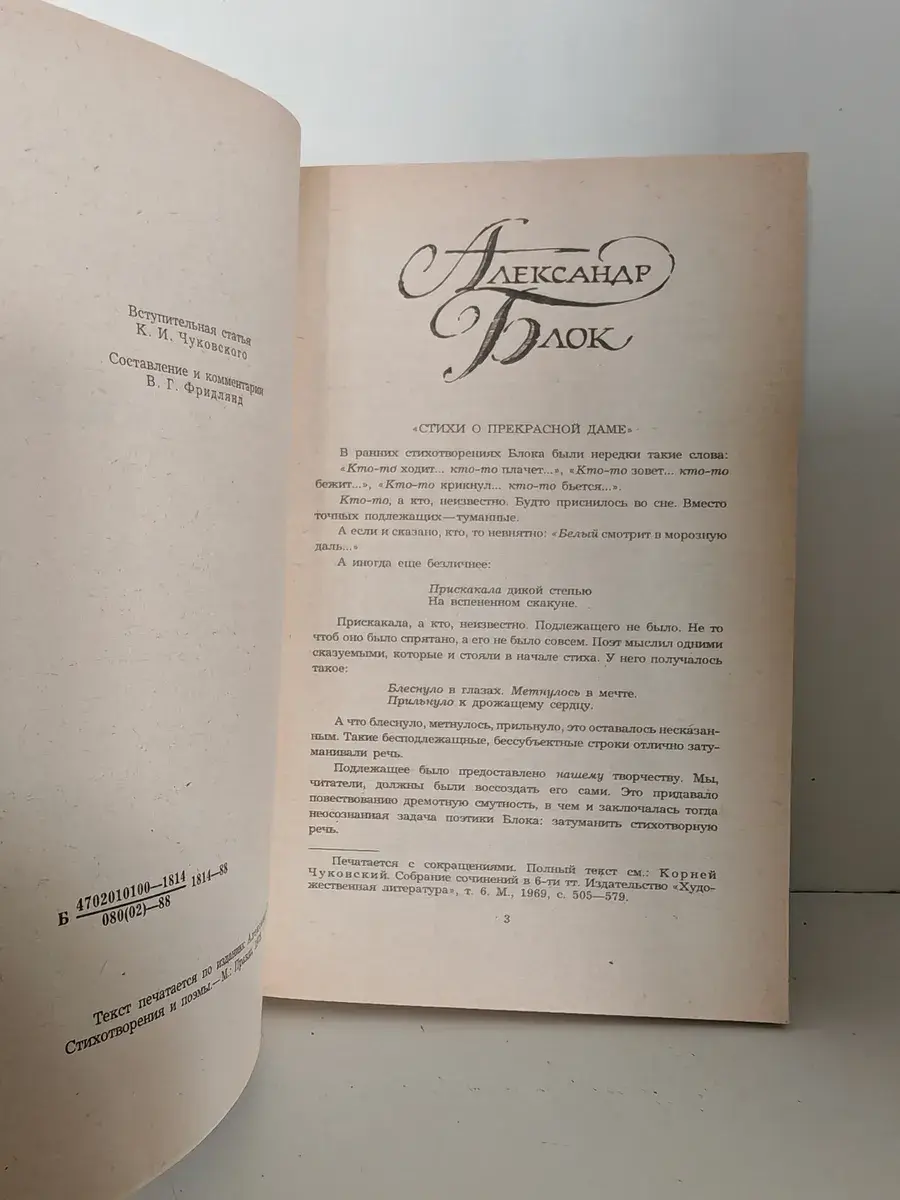 Вступительная статья
К. И. Чуковского
Составление и комментарии
В. Г. Фридлянд
Б 4702010100—1814 1814—88
080(02)—88
Текст печатается по изданию:
Стихотворения и поэмы.—М.:
АЛЕКСАНДР
БЛОК
«СТИХИ О ПРЕКРАСНОЙ ДАМЕ»
В ранних стихотворениях Блока были нередки такие слова:
«Кто-то ходит... кто-то плачет...», «Кто-то зовет... кто-то
бежит...», «Кто-то крикнул... кто-то бьется...».
Кто-то, а кто, неизвестно. Будто приснилось во сне. Вместо
точных подлежащих—туманные.
А если и сказано, кто, то невнятно: «Белый смотрит в морозную
даль...»
А иногда еще безличнее:
Прискакала дикой степью
На вспененном скакуне.
Прискакала, а кто, неизвестно. Подлежащего не было. Не то
чтоб оно было спрятано, а его не было совсем. Поэт мыслил одними
сказуемыми, которые и стояли в начале стиха. У него получалось
такое:
Блеснуло в глазах. Метнулось в мечте.
Прильнуло к дрожащему сердцу.
А что блеснуло, метнулось, прильнуло, это оставалось несказан-
ным. Такие бесподлежащные, бессубъектные строки отлично зату-
манивали речь.
Подлежащее было предоставлено нашему творчеству. Мы,
читатели, должны были воссоздать его сами. Это придавало
повествованию дремотную смутность, в чем и заключалась тогда
неосознанная задача поэтики Блока: затуманить стихотворную
речь.
Печатается с сокращениями. Полный текст см.: Корней
Чуковский. Собрание сочинений в 6-ти тт. Издательство «Худо-
жественная литература», т. 6. М., 1969, с. 505—579.
3